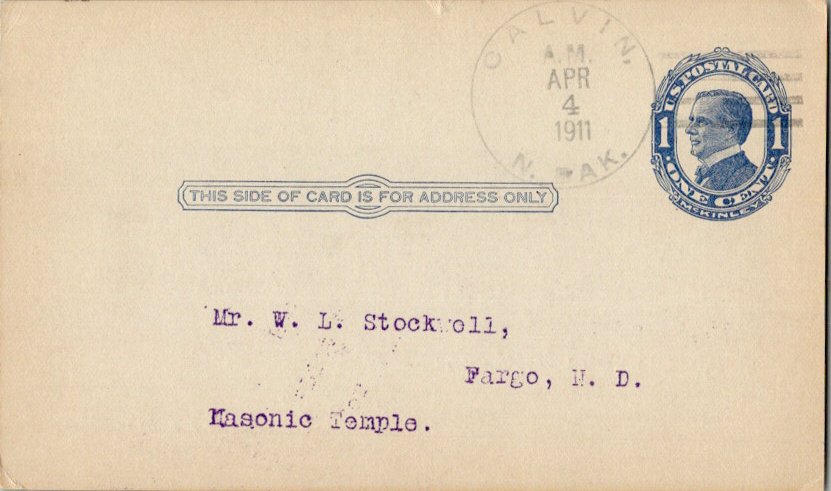 CALVIN,
A.M.
APR
4
1911
N. DAK.
U.S. POSTAL CARD
1 1
ONE CENT
McKINLEY
THIS SIDE OF CARD IS FOR ADDRESS ONLY
Mr. W. L. Stockwell,
Fargo, N. D.
Masonic Temple.